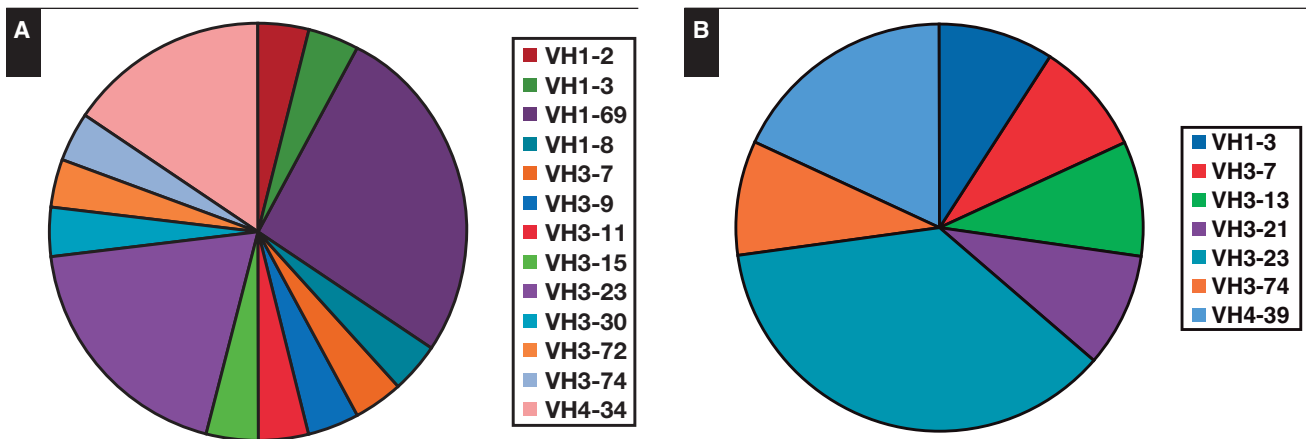 A
VH1-2
VH1-3
VH1-69
VH1-8
VH3-7
VH3-9
VH3-11
VH3-15
VH3-23
VH3-30
VH3-72
VH3-74
VH4-34
B
VH1-3
VH3-7
VH3-13
VH3-21
VH3-23
VH3-74
VH4-39